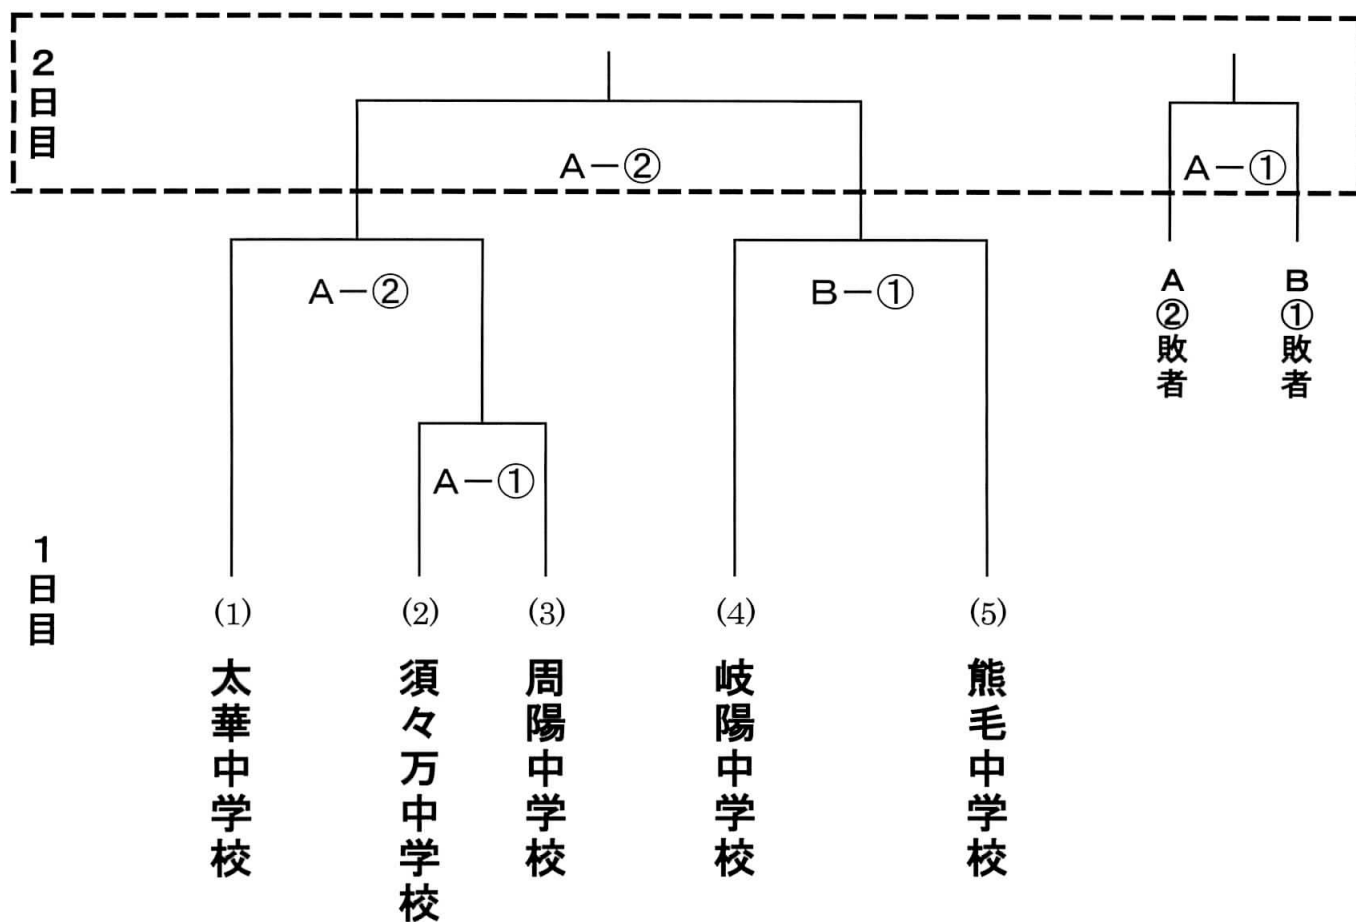 2日目
A－②
A－①
A－②
B－①
A②敗者
B①敗者
A－①
1日目
(1)
(2)
(3)
(4)
(5)
太華中学校
須々万中学校
周陽中学校
岐陽中学校
熊毛中学校